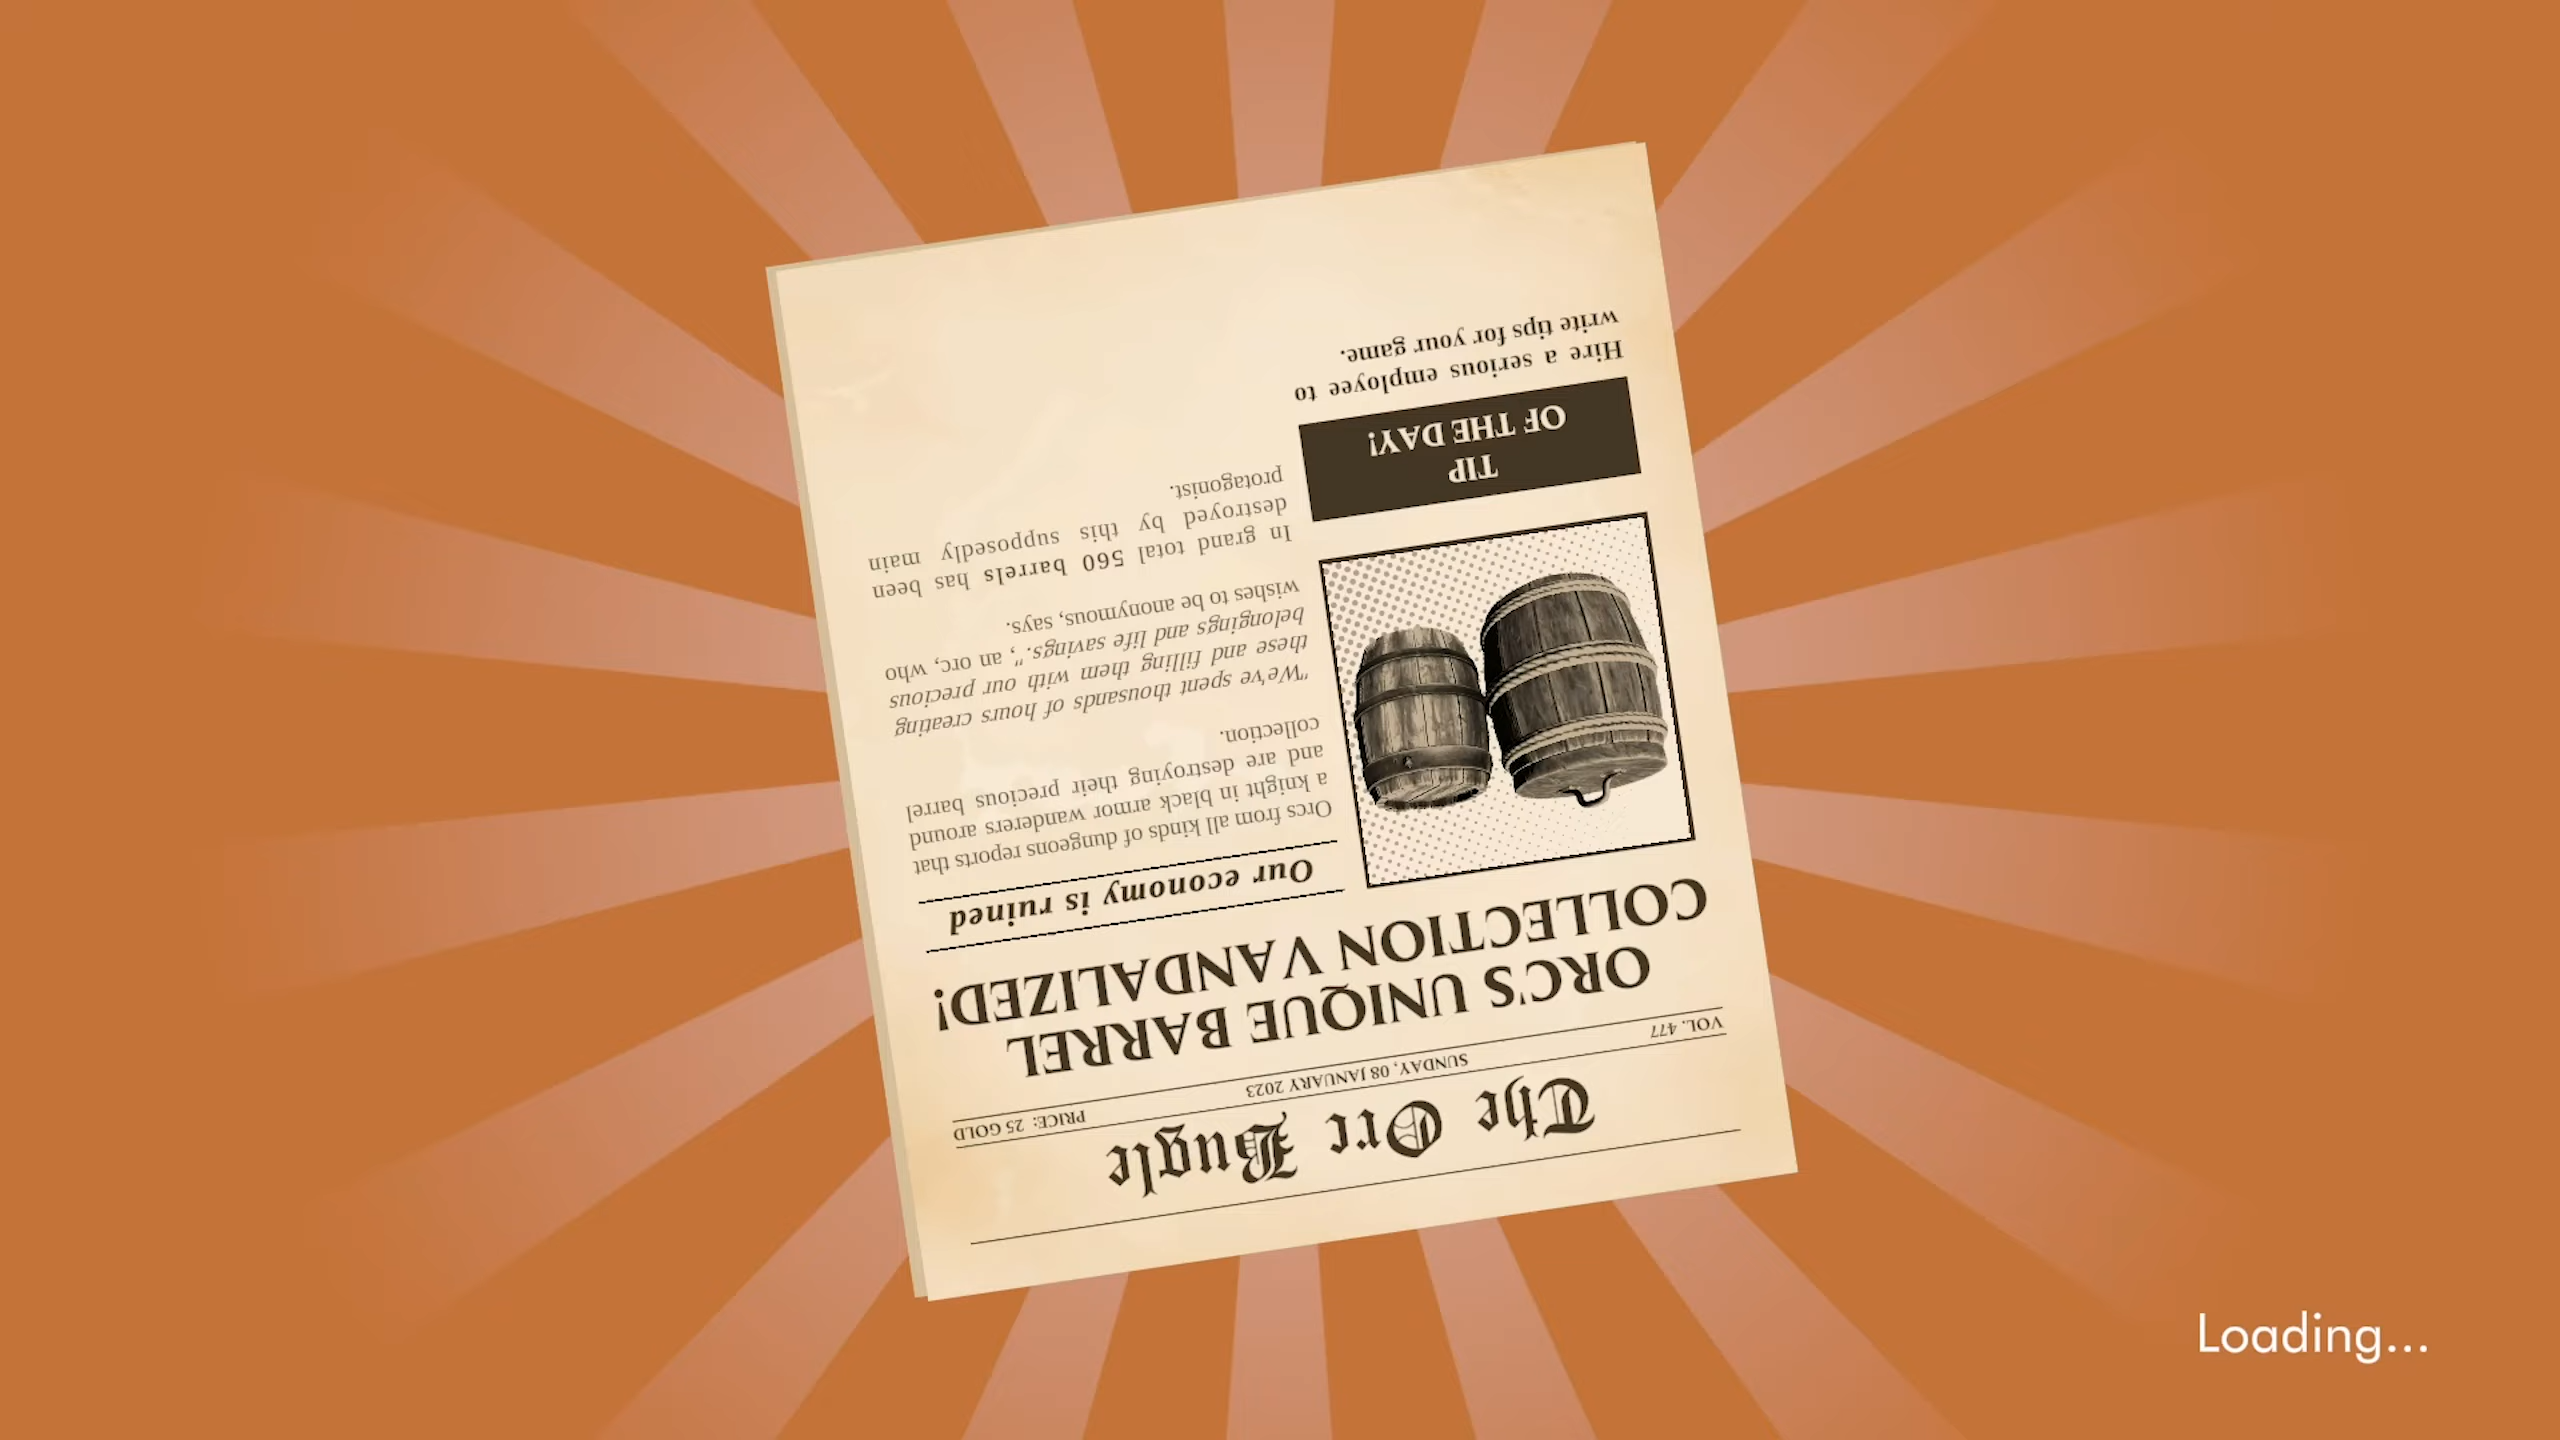 The Orc Bugle
VOL. 477 SUNDAY, 08 JANUARY 2023 PRICE: 25 GOLD
ORC'S UNIQUE BARREL
COLLECTION VANDALIZED!
Our economy is ruined
Orcs from all kinds of dungeons reports that
a knight in black armor wanderers around
and are destroying their precious barrel
collection.
"We've spent thousands of hours creating
these and filling them with our precious
belongings and life savings.", an orc, who
wishes to be anonymous, says.
In grand total 560 barrels has been
destroyed by this supposedly main
protagonist.
TIP
OF THE DAY!
Hire a serious employee to
write tips for your game.
Loading...